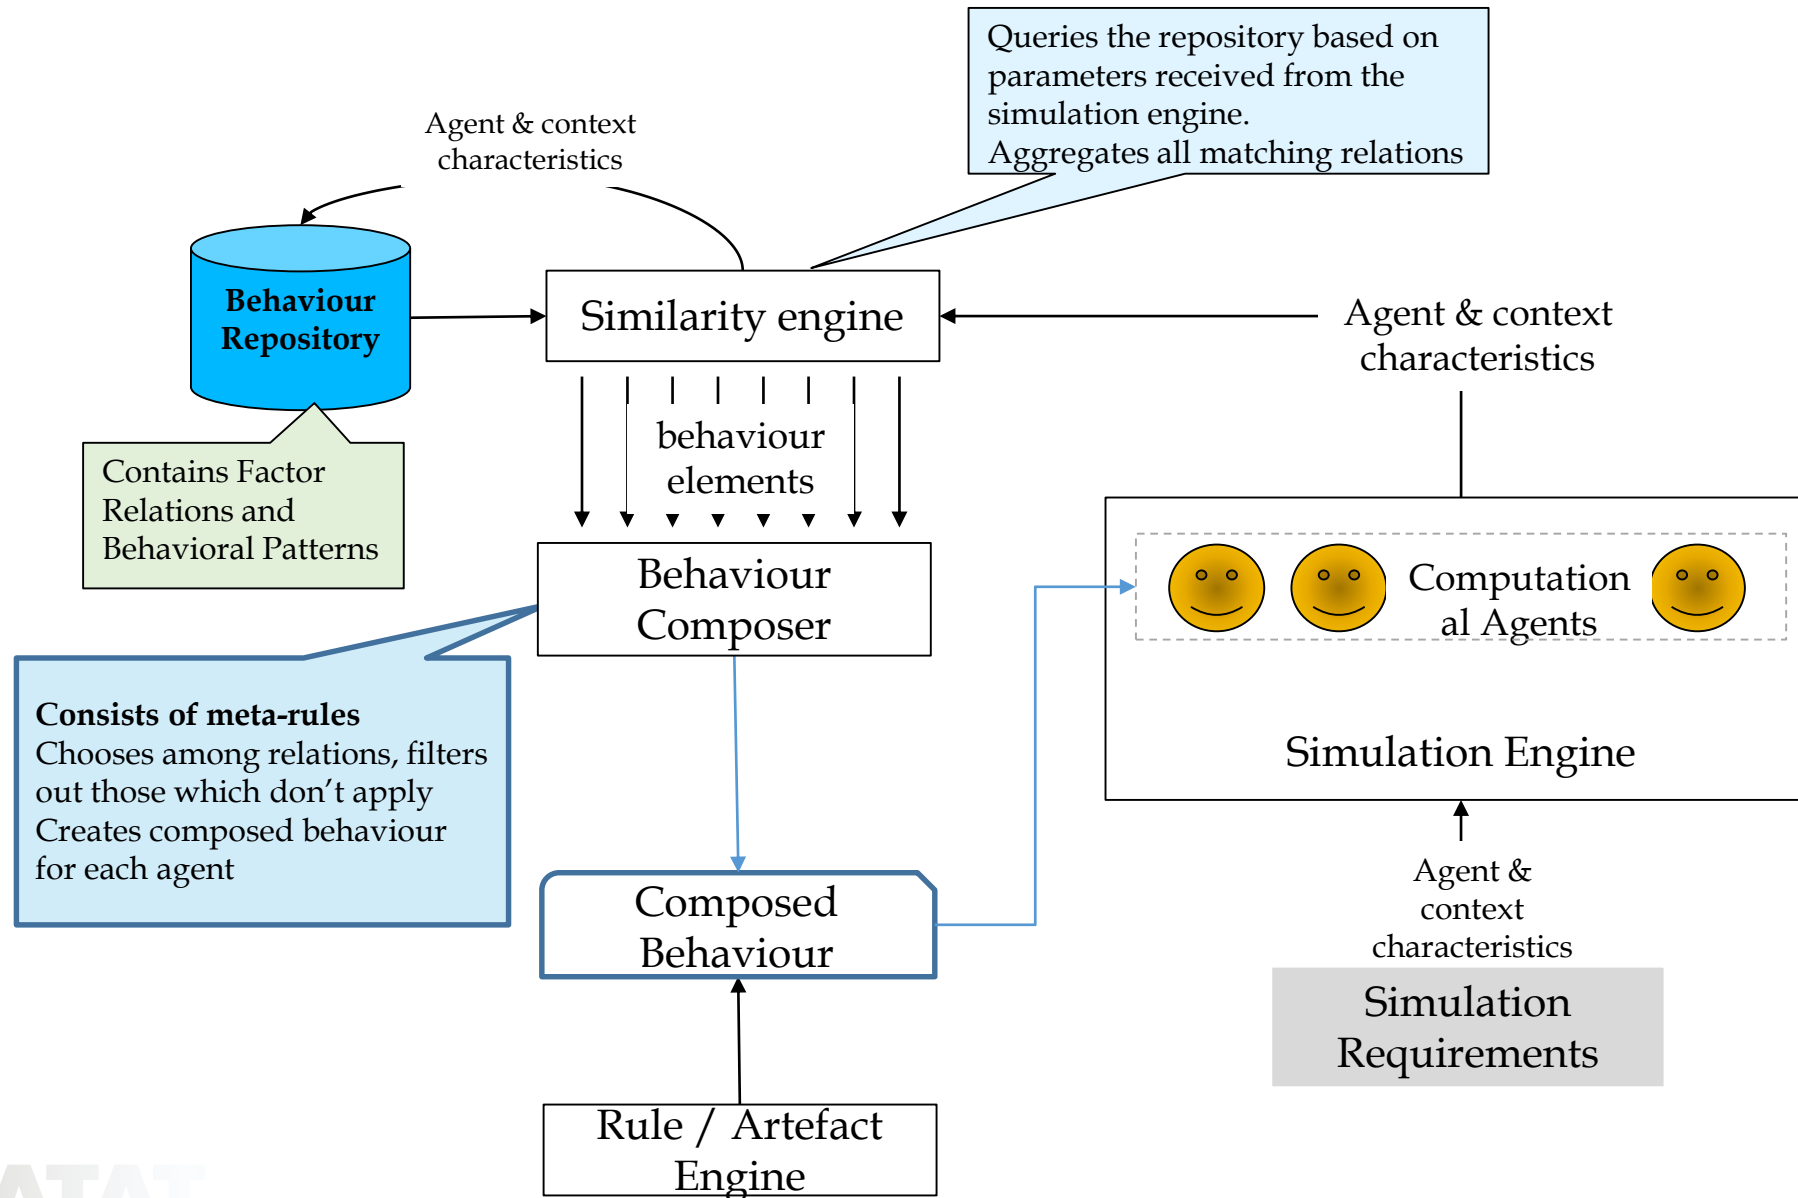 Queries the repository based on
parameters received from the
simulation engine.
Aggregates all matching relations
Agent & context
characteristics
Behaviour
Repository
Similarity engine
Agent & context
characteristics
behaviour
elements
Contains Factor
Relations and
Behavioral Patterns
Behaviour
Composer
Computation
al Agents
Simulation Engine
Consists of meta-rules
Chooses among relations, filters
out those which don't apply
Creates composed behaviour
for each agent
Composed
Behaviour
Agent &
context
characteristics
Simulation
Requirements
Rule / Artefact
Engine